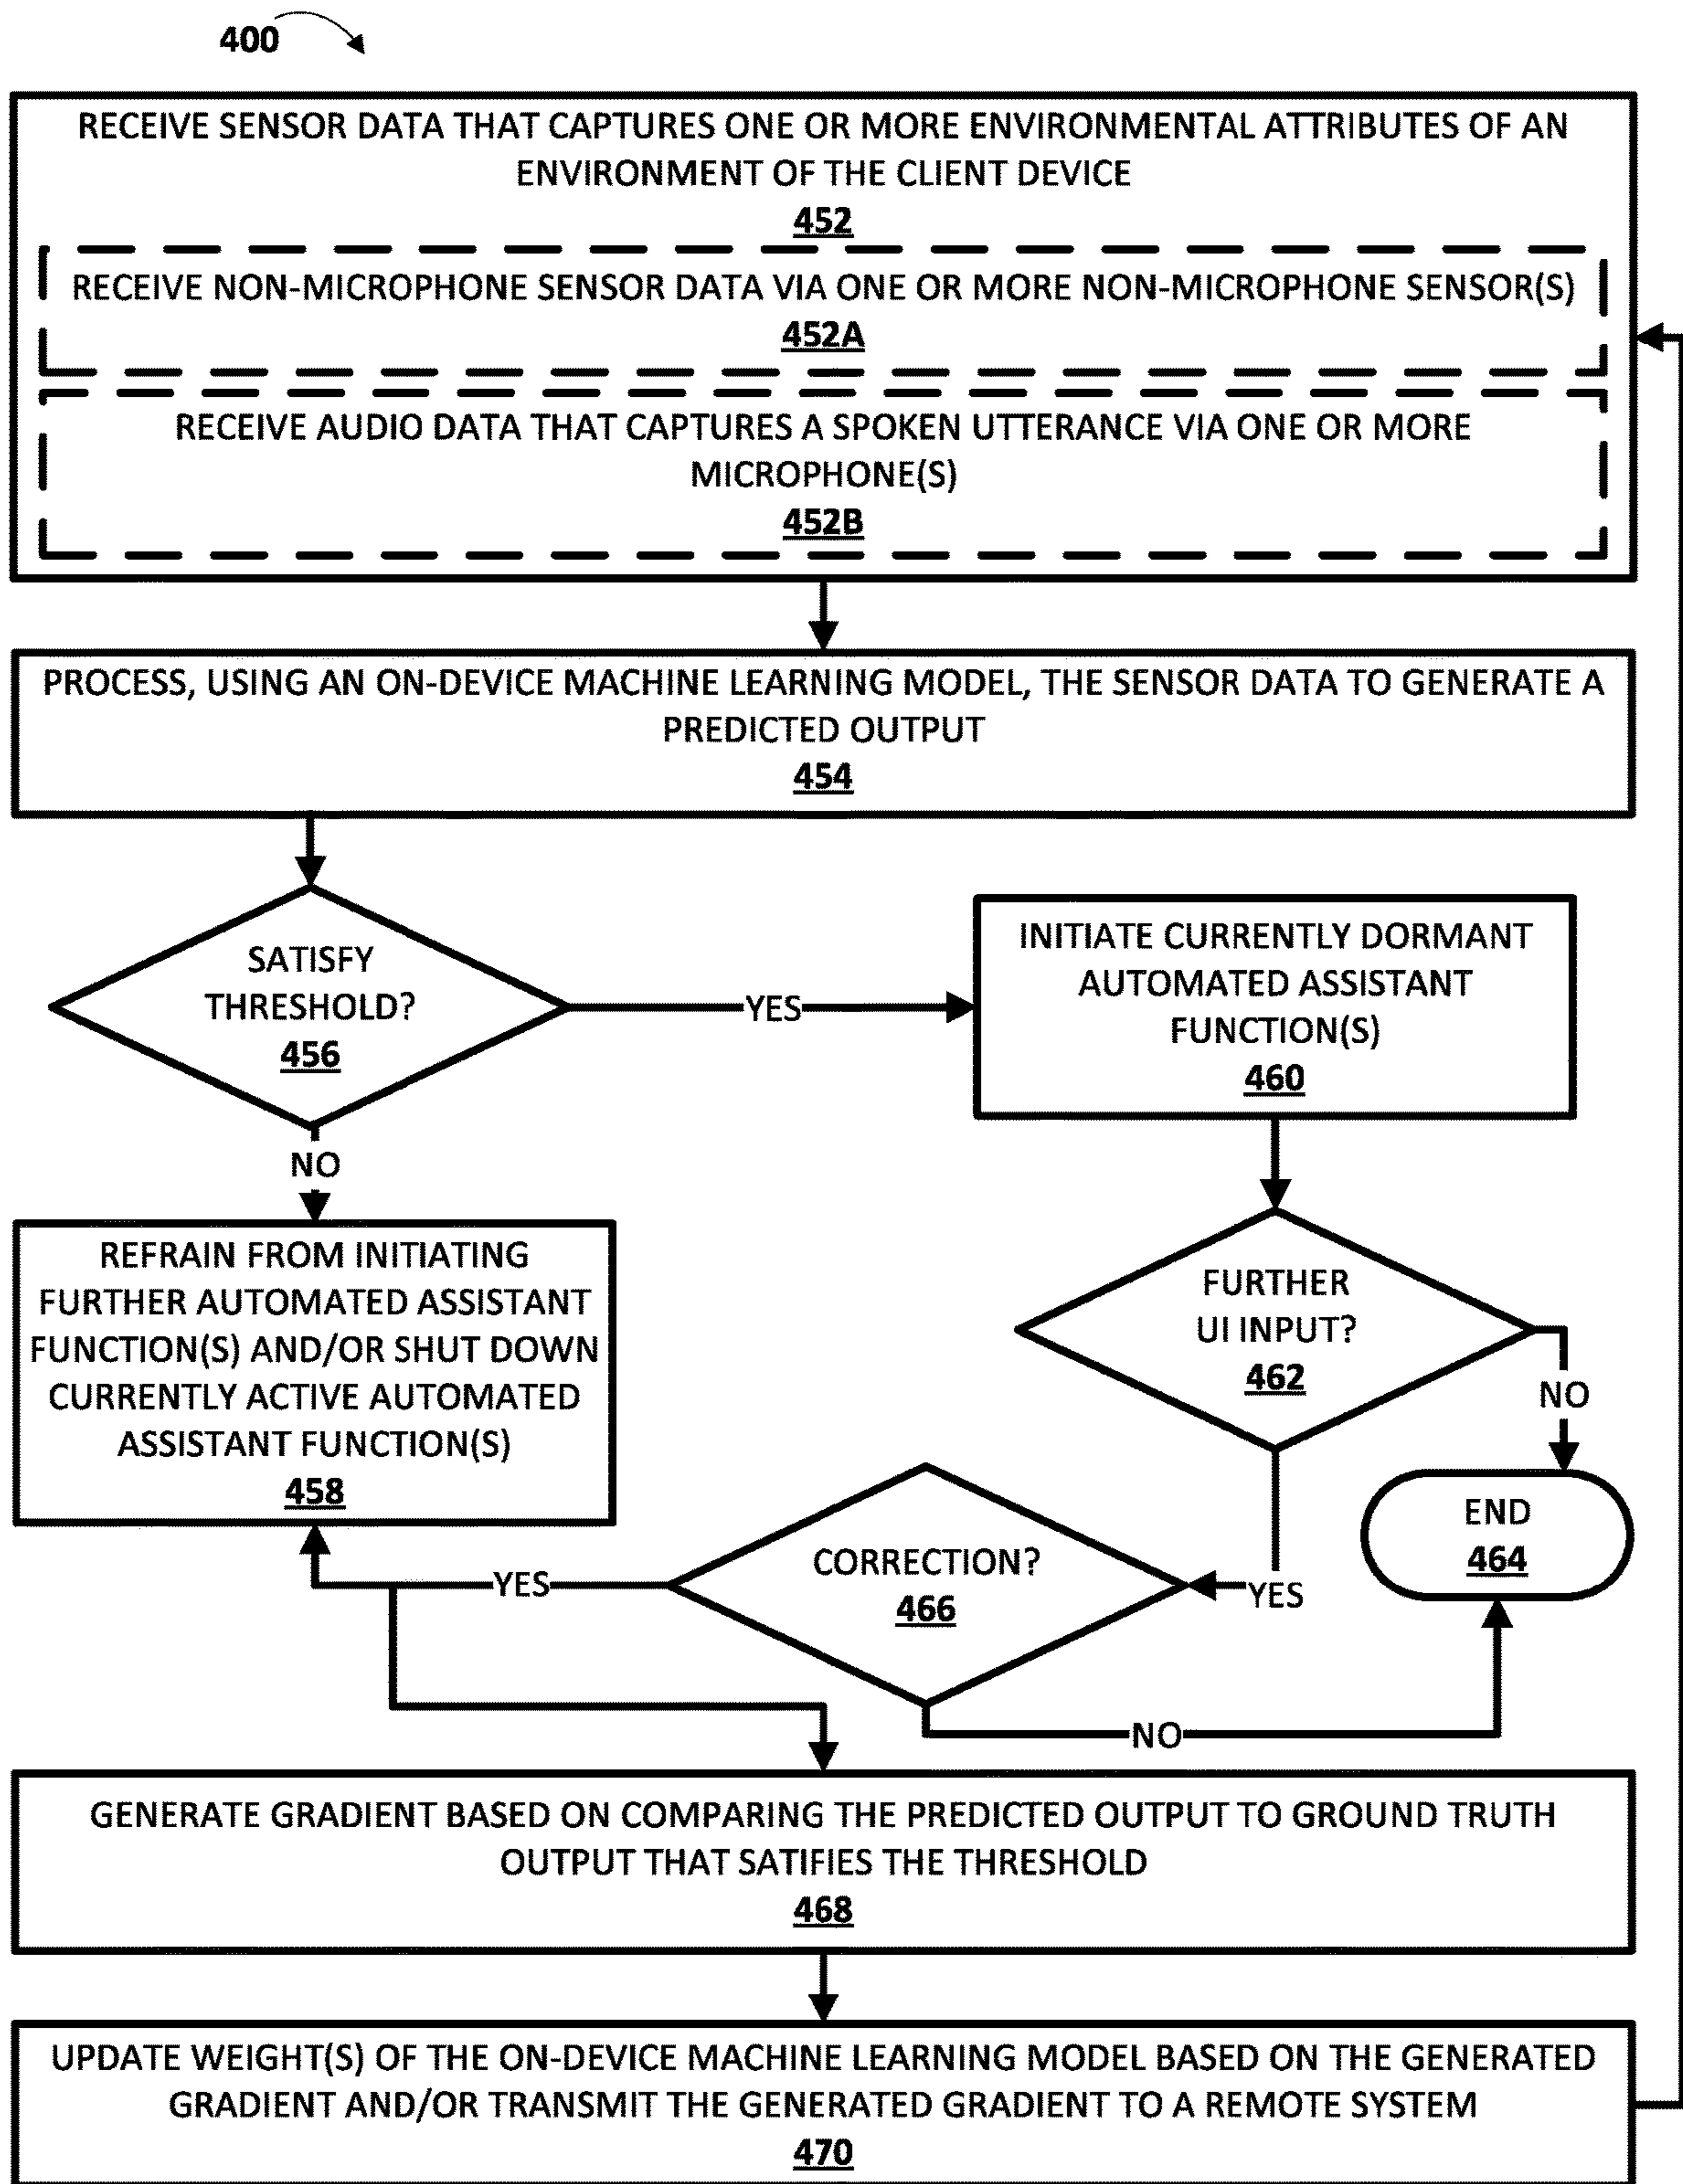 400
RECEIVE SENSOR DATA THAT CAPTURES ONE OR MORE ENVIRONMENTAL ATTRIBUTES OF AN
ENVIRONMENT OF THE CLIENT DEVICE
452
RECEIVE NON-MICROPHONE SENSOR DATA VIA ONE OR MORE NON-MICROPHONE SENSOR(S)
452A
RECEIVE AUDIO DATA THAT CAPTURES A SPOKEN UTTERANCE VIA ONE OR MORE
MICROPHONE(S)
452B
PROCESS, USING AN ON-DEVICE MACHINE LEARNING MODEL, THE SENSOR DATA TO GENERATE A
PREDICTED OUTPUT
454
SATISFY
THRESHOLD?
456
YES
INITIATE CURRENTLY DORMANT
AUTOMATED ASSISTANT
FUNCTION(S)
460
NO
REFRAIN FROM INITIATING
FURTHER AUTOMATED ASSISTANT
FUNCTION(S) AND/OR SHUT DOWN
CURRENTLY ACTIVE AUTOMATED
ASSISTANT FUNCTION(S)
458
FURTHER
UI INPUT?
462
NO
END
464
YES
CORRECTION?
466
YES
NO
GENERATE GRADIENT BASED ON COMPARING THE PREDICTED OUTPUT TO GROUND TRUTH
OUTPUT THAT SATIFIES THE THRESHOLD
468
UPDATE WEIGHT(S) OF THE ON-DEVICE MACHINE LEARNING MODEL BASED ON THE GENERATED
GRADIENT AND/OR TRANSMIT THE GENERATED GRADIENT TO A REMOTE SYSTEM
470